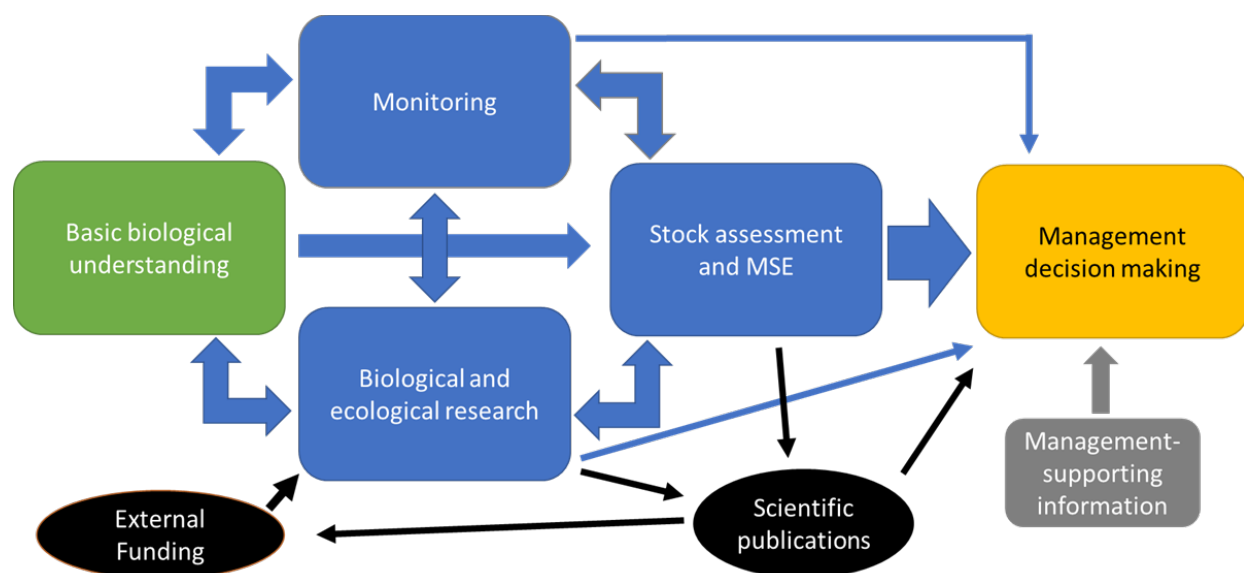 Monitoring
Basic biological
understanding
Stock assessment
and MSE
Management
decision making
Biological and
ecological research
Management-
supporting
information
External
Funding
Scientific
publications